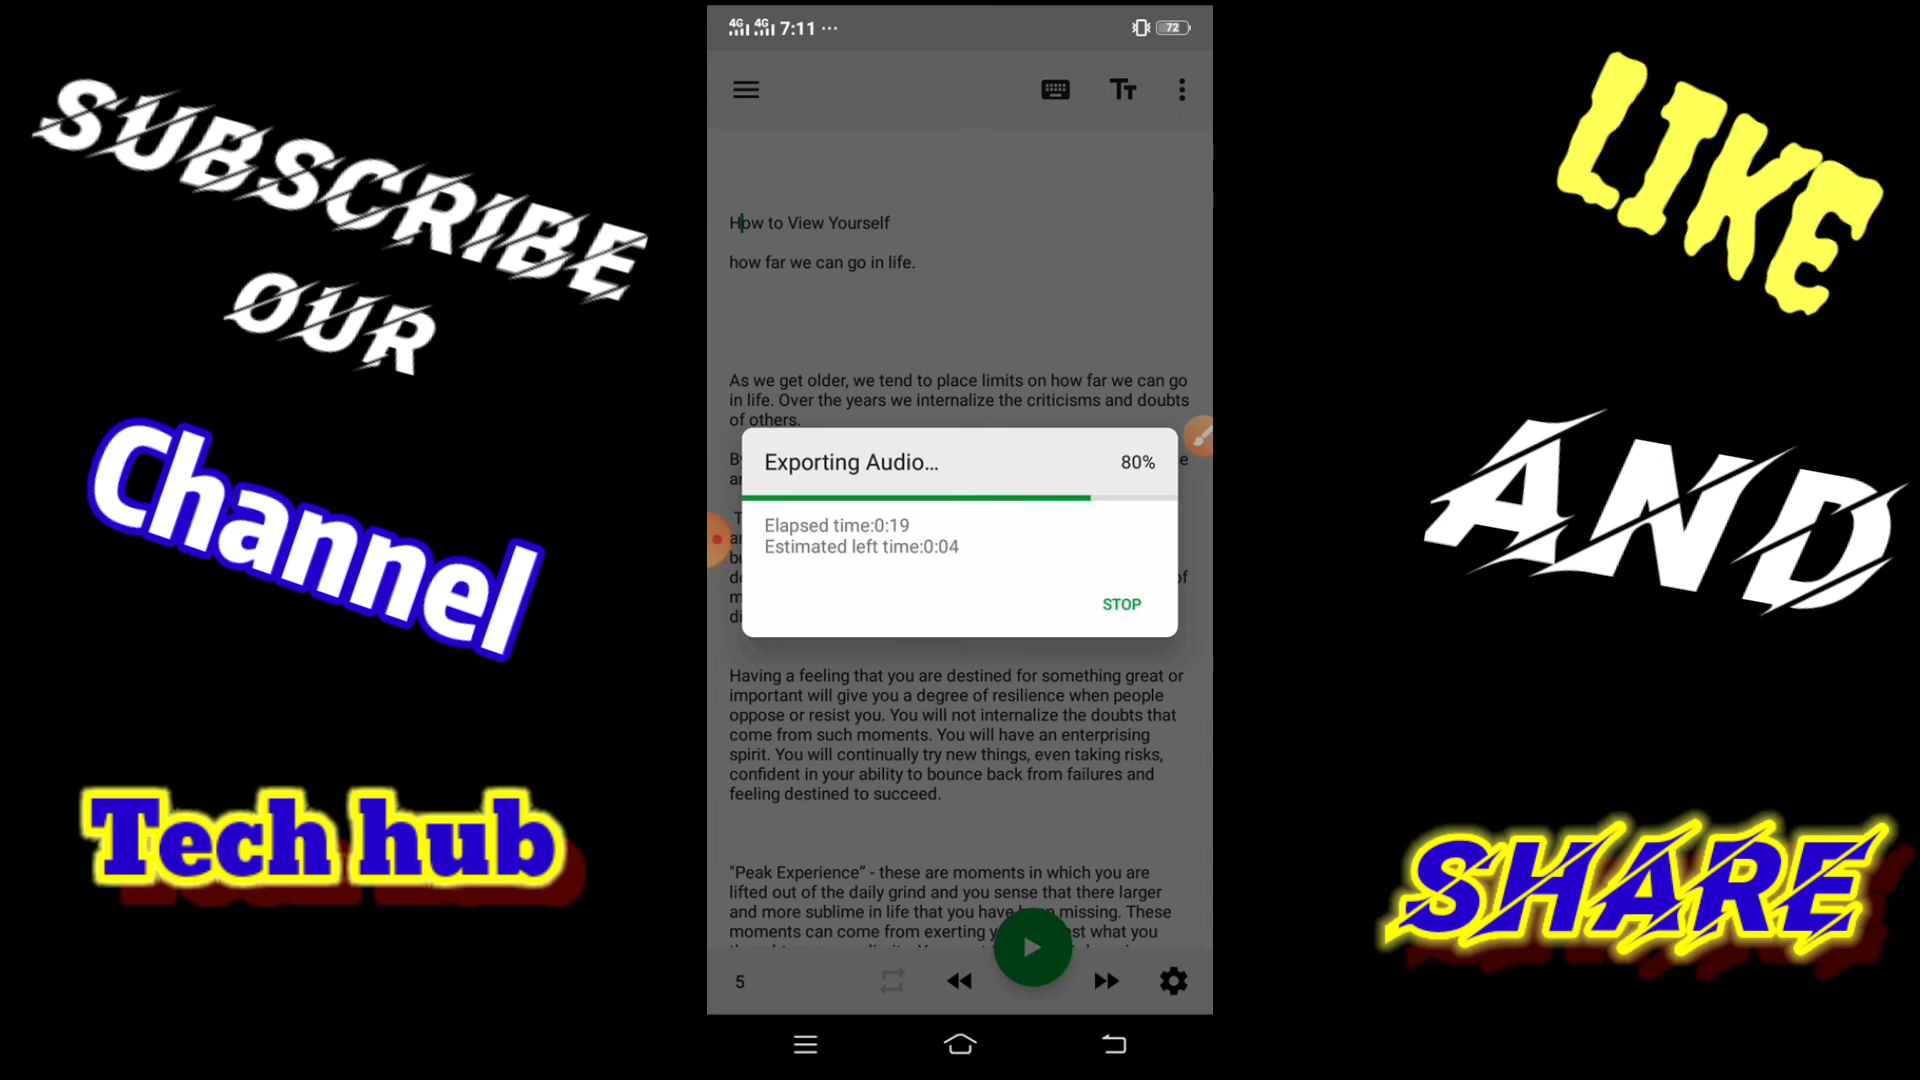 SUBSCRIBE
OUR
Channel
Tech hub
4G 4G 7:11 ...
72
Tt
How to View Yourself
how far we can go in life.
As we get older, we tend to place limits on how far we can go
in life. Over the years we internalize the criticisms and doubts
of others.
Exporting Audio...
80%
Elapsed time:0:19
Estimated left time:0:04
STOP
Having a feeling that you are destined for something great or
important will give you a degree of resilience when people
oppose or resist you. You will not internalize the doubts that
come from such moments. You will have an enterprising
spirit. You will continually try new things, even taking risks,
confident in your ability to bounce back from failures and
feeling destined to succeed.
"Peak Experience” - these are moments in which you are
lifted out of the daily grind and you sense that there larger
and more sublime in life that you have missing. These
moments can come from exerting what you
5
LIKE
AND
SHARE